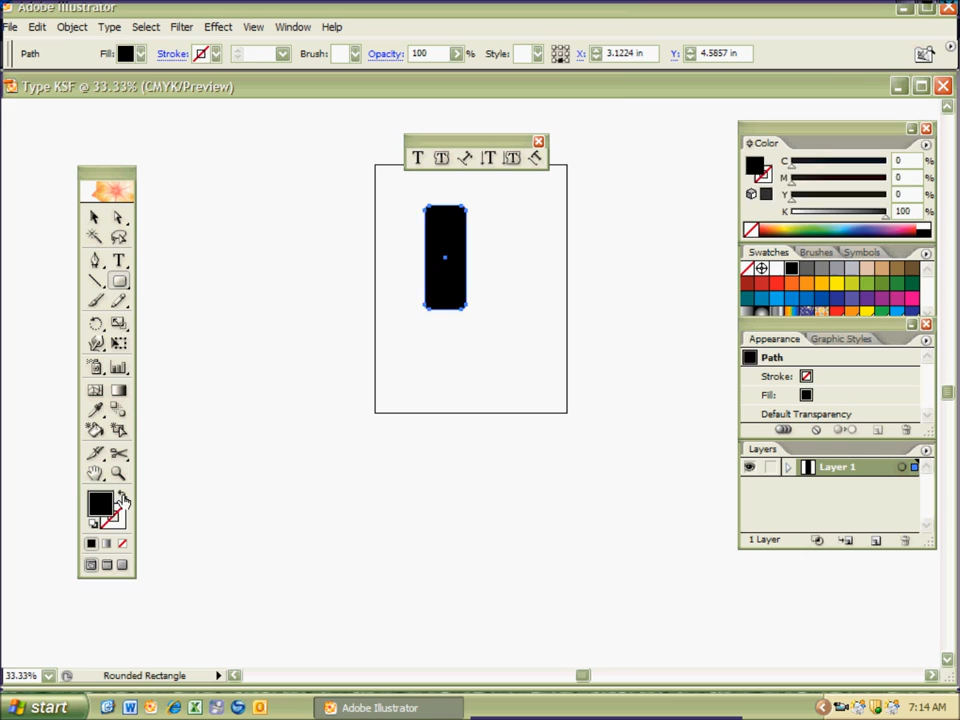 Adobe Illustrator
File Edit Object Type Select Filter Effect View Window Help
Path Fill: Stroke: Brush: Opacity: 100 % Style: X: 3.1224 in Y: 4.5857 in
Type KSF @ 33.33% (CMYK/Preview)
T T T T T T
Color
C 0 %
M 0 %
Y 0 %
K 100 %
Swatches Brushes Symbols
Appearance Graphic Styles
Path
Stroke:
Fill:
Default Transparency
Layers
Layer 1
1 Layer
T
33.33% Rounded Rectangle
start Adobe Illustrator 7:14 AM